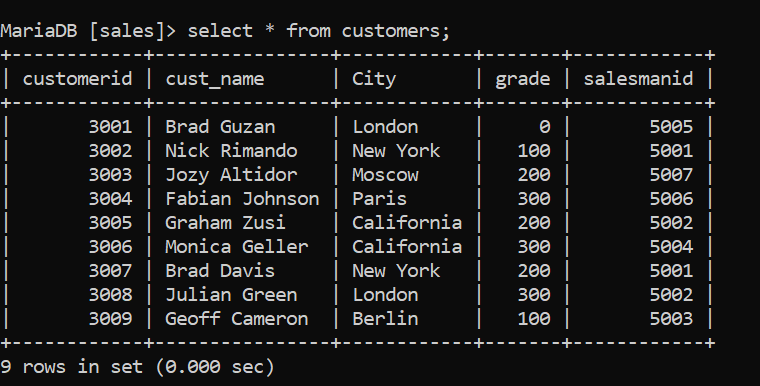 MariaDB [sales]> select * from customers;
+------------+----------------+------------+-------+------------+
| customerid | cust_name      | City       | grade | salesmanid |
+------------+----------------+------------+-------+------------+
|       3001 | Brad Guzan     | London     |     0 |       5005 |
|       3002 | Nick Rimando   | New York   |   100 |       5001 |
|       3003 | Jozy Altidor   | Moscow     |   200 |       5007 |
|       3004 | Fabian Johnson | Paris      |   300 |       5006 |
|       3005 | Graham Zusi    | California |   200 |       5002 |
|       3006 | Monica Geller  | California |   300 |       5004 |
|       3007 | Brad Davis     | New York   |   200 |       5001 |
|       3008 | Julian Green   | London     |   300 |       5002 |
|       3009 | Geoff Cameron  | Berlin     |   100 |       5003 |
+------------+----------------+------------+-------+------------+
9 rows in set (0.000 sec)